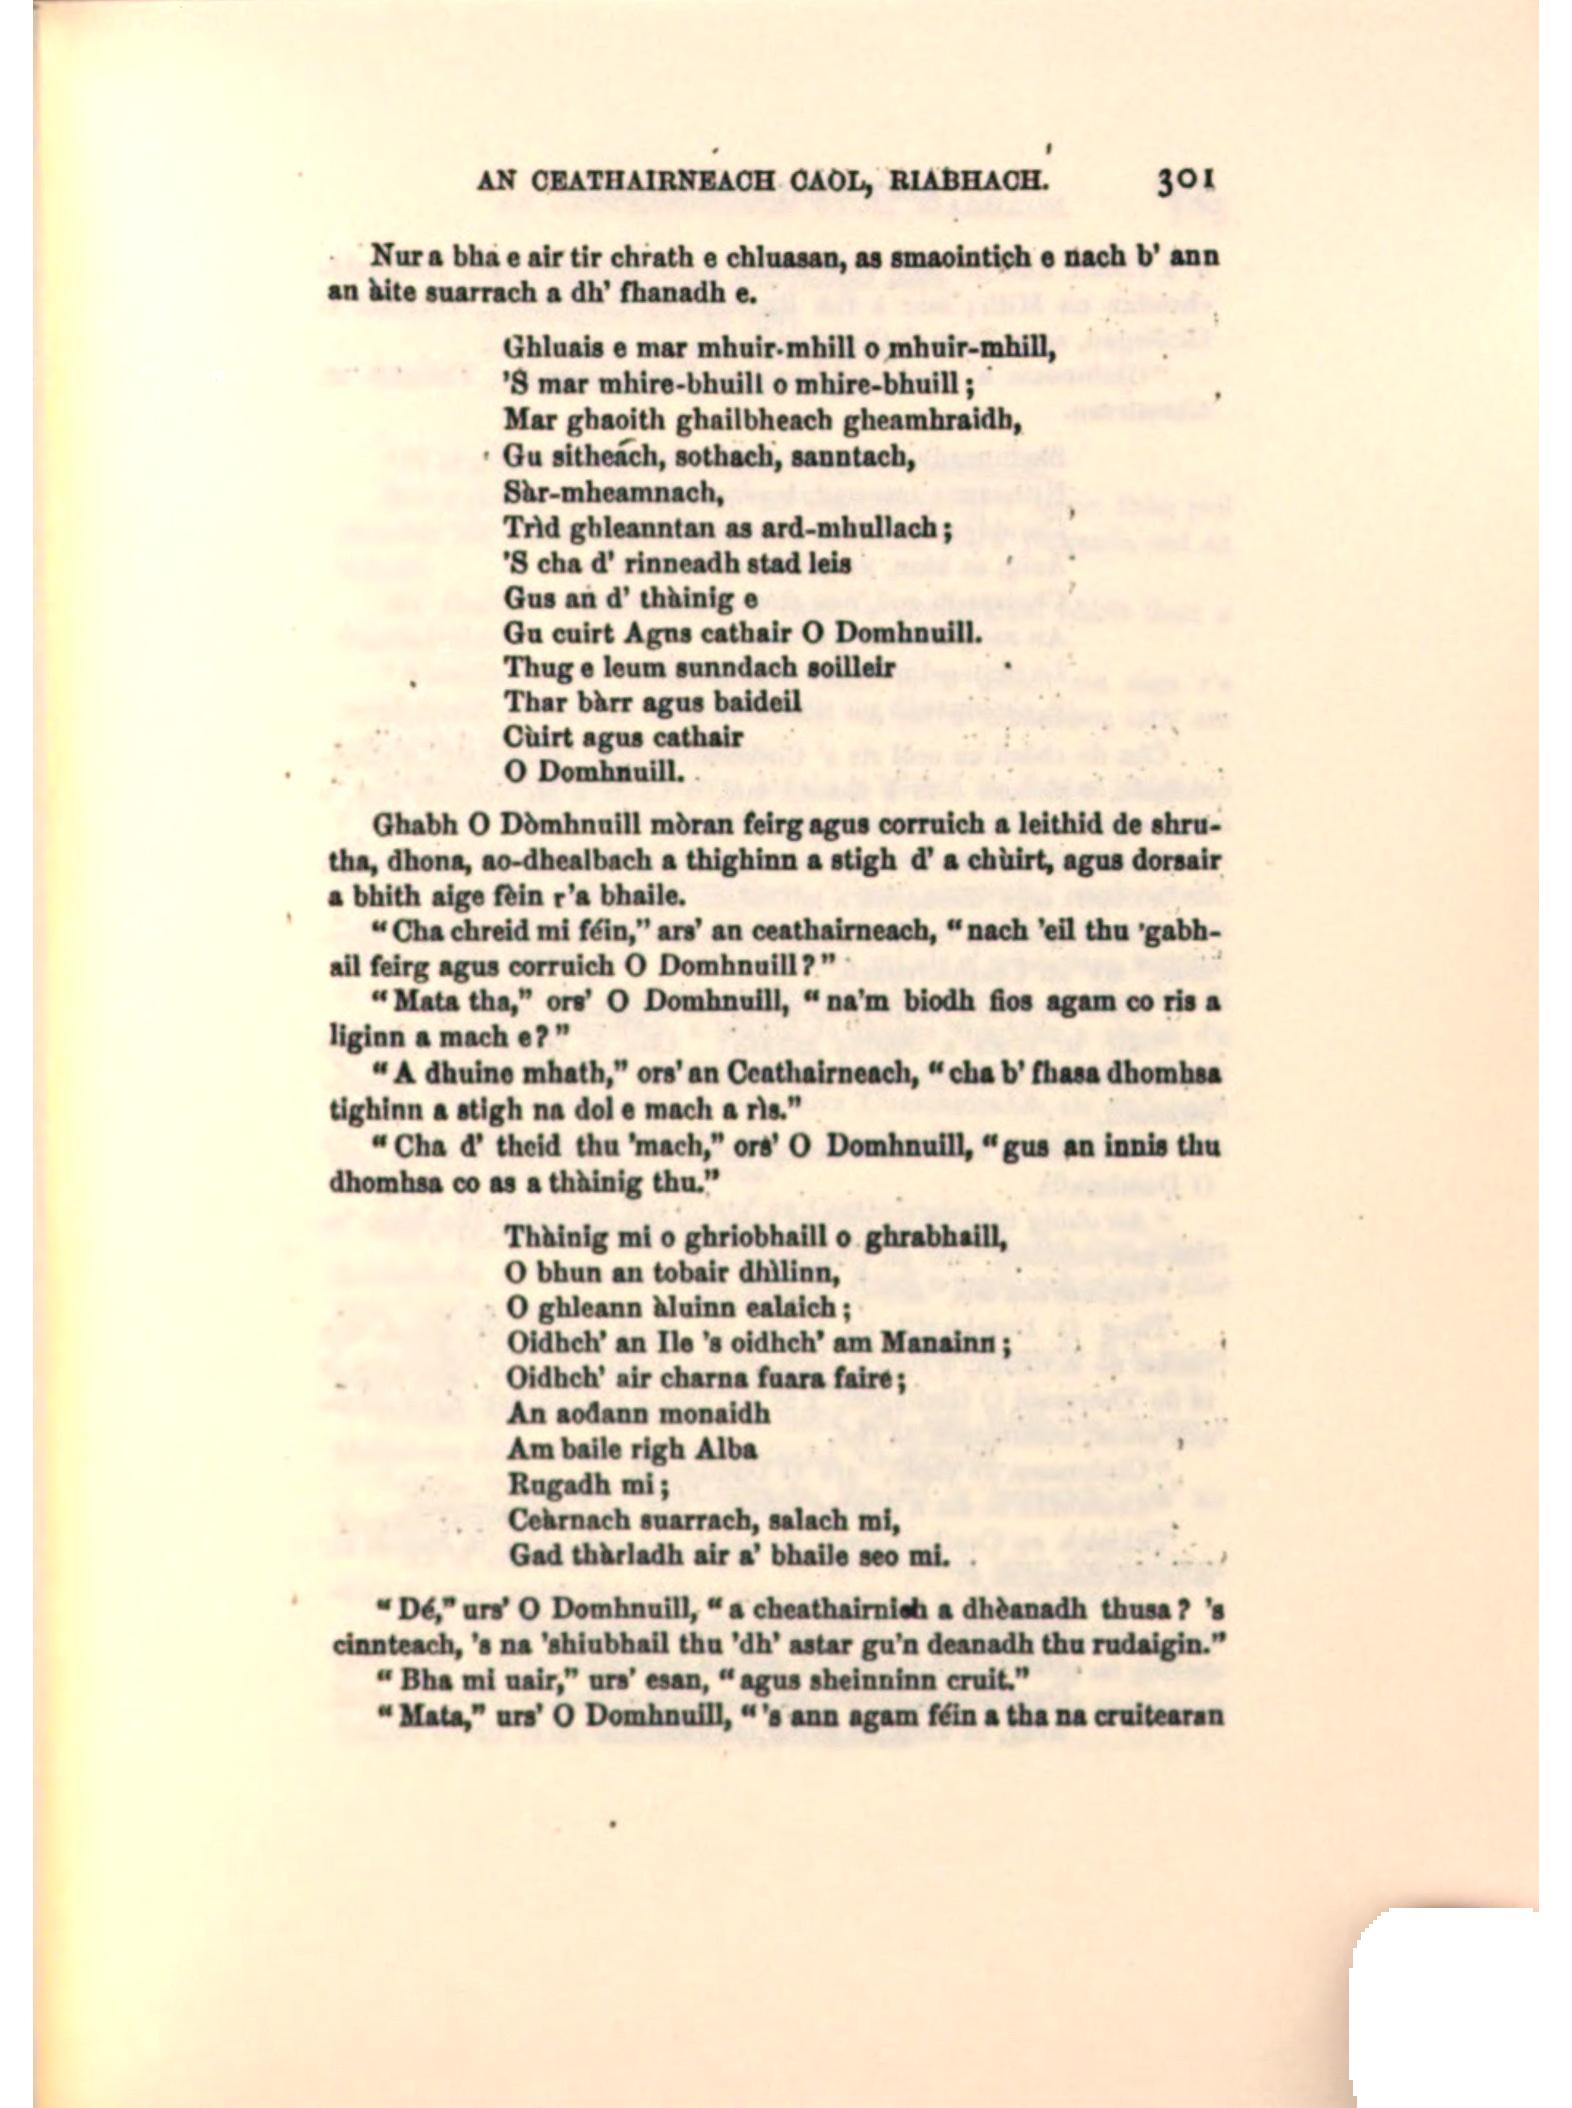 AN CEATHAIRNEACH CAOL, RIABHACH. 301
Nur a bha e air tir chrath e chluasan, as smaointich e nach b' ann
an àite suarrach a dh' fhanadh e.
Ghluais e mar mhuir-mhill o mhuir-mhill,
'S mar mhire-bhuill o mhire-bhuill;
Mar ghaoith ghailbheach gheamhraidh,
Gu sitheach, sothach, sanntach,
Sàr-mheamnach,
Trìd ghleanntan as ard-mhullach;
'S cha d' rinneadh stad leis
Gus an d' thàinig e
Gu cuirt Agns cathair O Domhnuill.
Thug e leum sunndach soilleir
Thar bàrr agus baideil
Cùirt agus cathair
O Domhnuill.
Ghabh O Dòmhnuill mòran feirg agus corruich a leithid de shru-
tha, dhona, ao-dhealbach a thighinn a stigh d' a chùirt, agus dorsair
a bhith aige fèin r'a bhaile.
"Cha chreid mi féin," ars' an ceathairneach, "nach 'eil thu 'gabh-
ail feirg agus corruich O Domhnuill?"
"Mata tha," ors' O Domhnuill, "na'm biodh fios agam co ris a
liginn a mach e?"
"A dhuine mhath," ors' an Ceathairneach, "cha b' fhasa dhomhsa
tighinn a stigh na dol e mach a rìs."
"Cha d' theid thu 'mach," ors' O Domhnuill, "gus an innis thu
dhomhsa co as a thàinig thu."
Thàinig mi o ghriobhaill o ghrabhaill,
O bhun an tobair dhìlinn,
O ghleann àluinn ealaich;
Oidhch' an Ile 's oidhch' am Manainn;
Oidhch' air charna fuara faire;
An aodann monaidh
Am baile righ Alba
Rugadh mi;
Ceàrnach suarrach, salach mi,
Gad thàrladh air a' bhaile seo mi.
"Dé," urs' O Domhnuill, "a cheathairnich a dhèanadh thusa? 's
cinnteach, 's na 'shiubhail thu 'dh' astar gu'n deanadh thu rudaigin."
"Bha mi uair," urs' esan, "agus sheinninn cruit."
"Mata," urs' O Domhnuill, "'s ann agam féin a tha na cruitearan